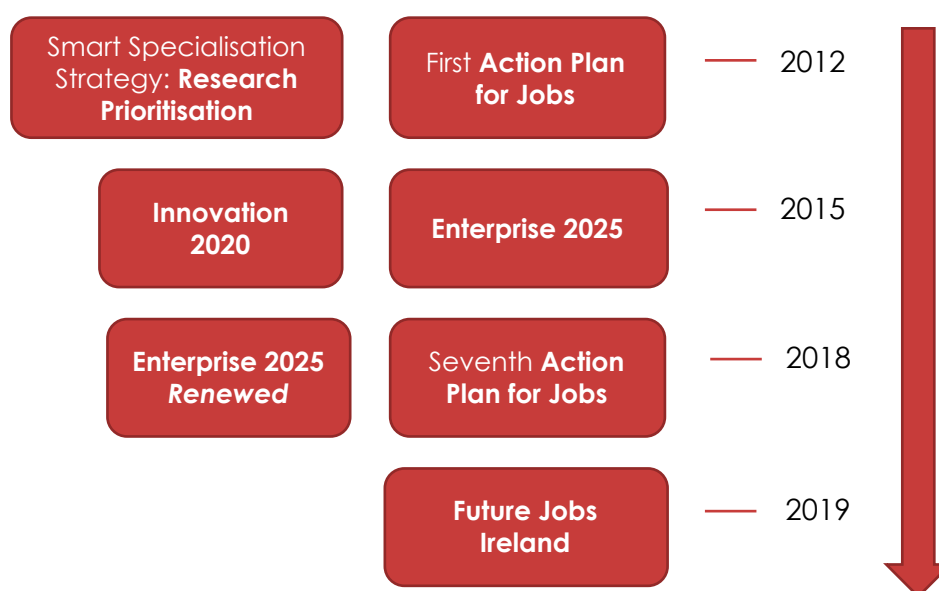 Smart Specialisation
Strategy: Research
Prioritisation
First Action Plan
for Jobs
2012
Innovation
2020
Enterprise 2025
2015
Enterprise 2025
Renewed
Seventh Action
Plan for Jobs
2018
Future Jobs
Ireland
2019